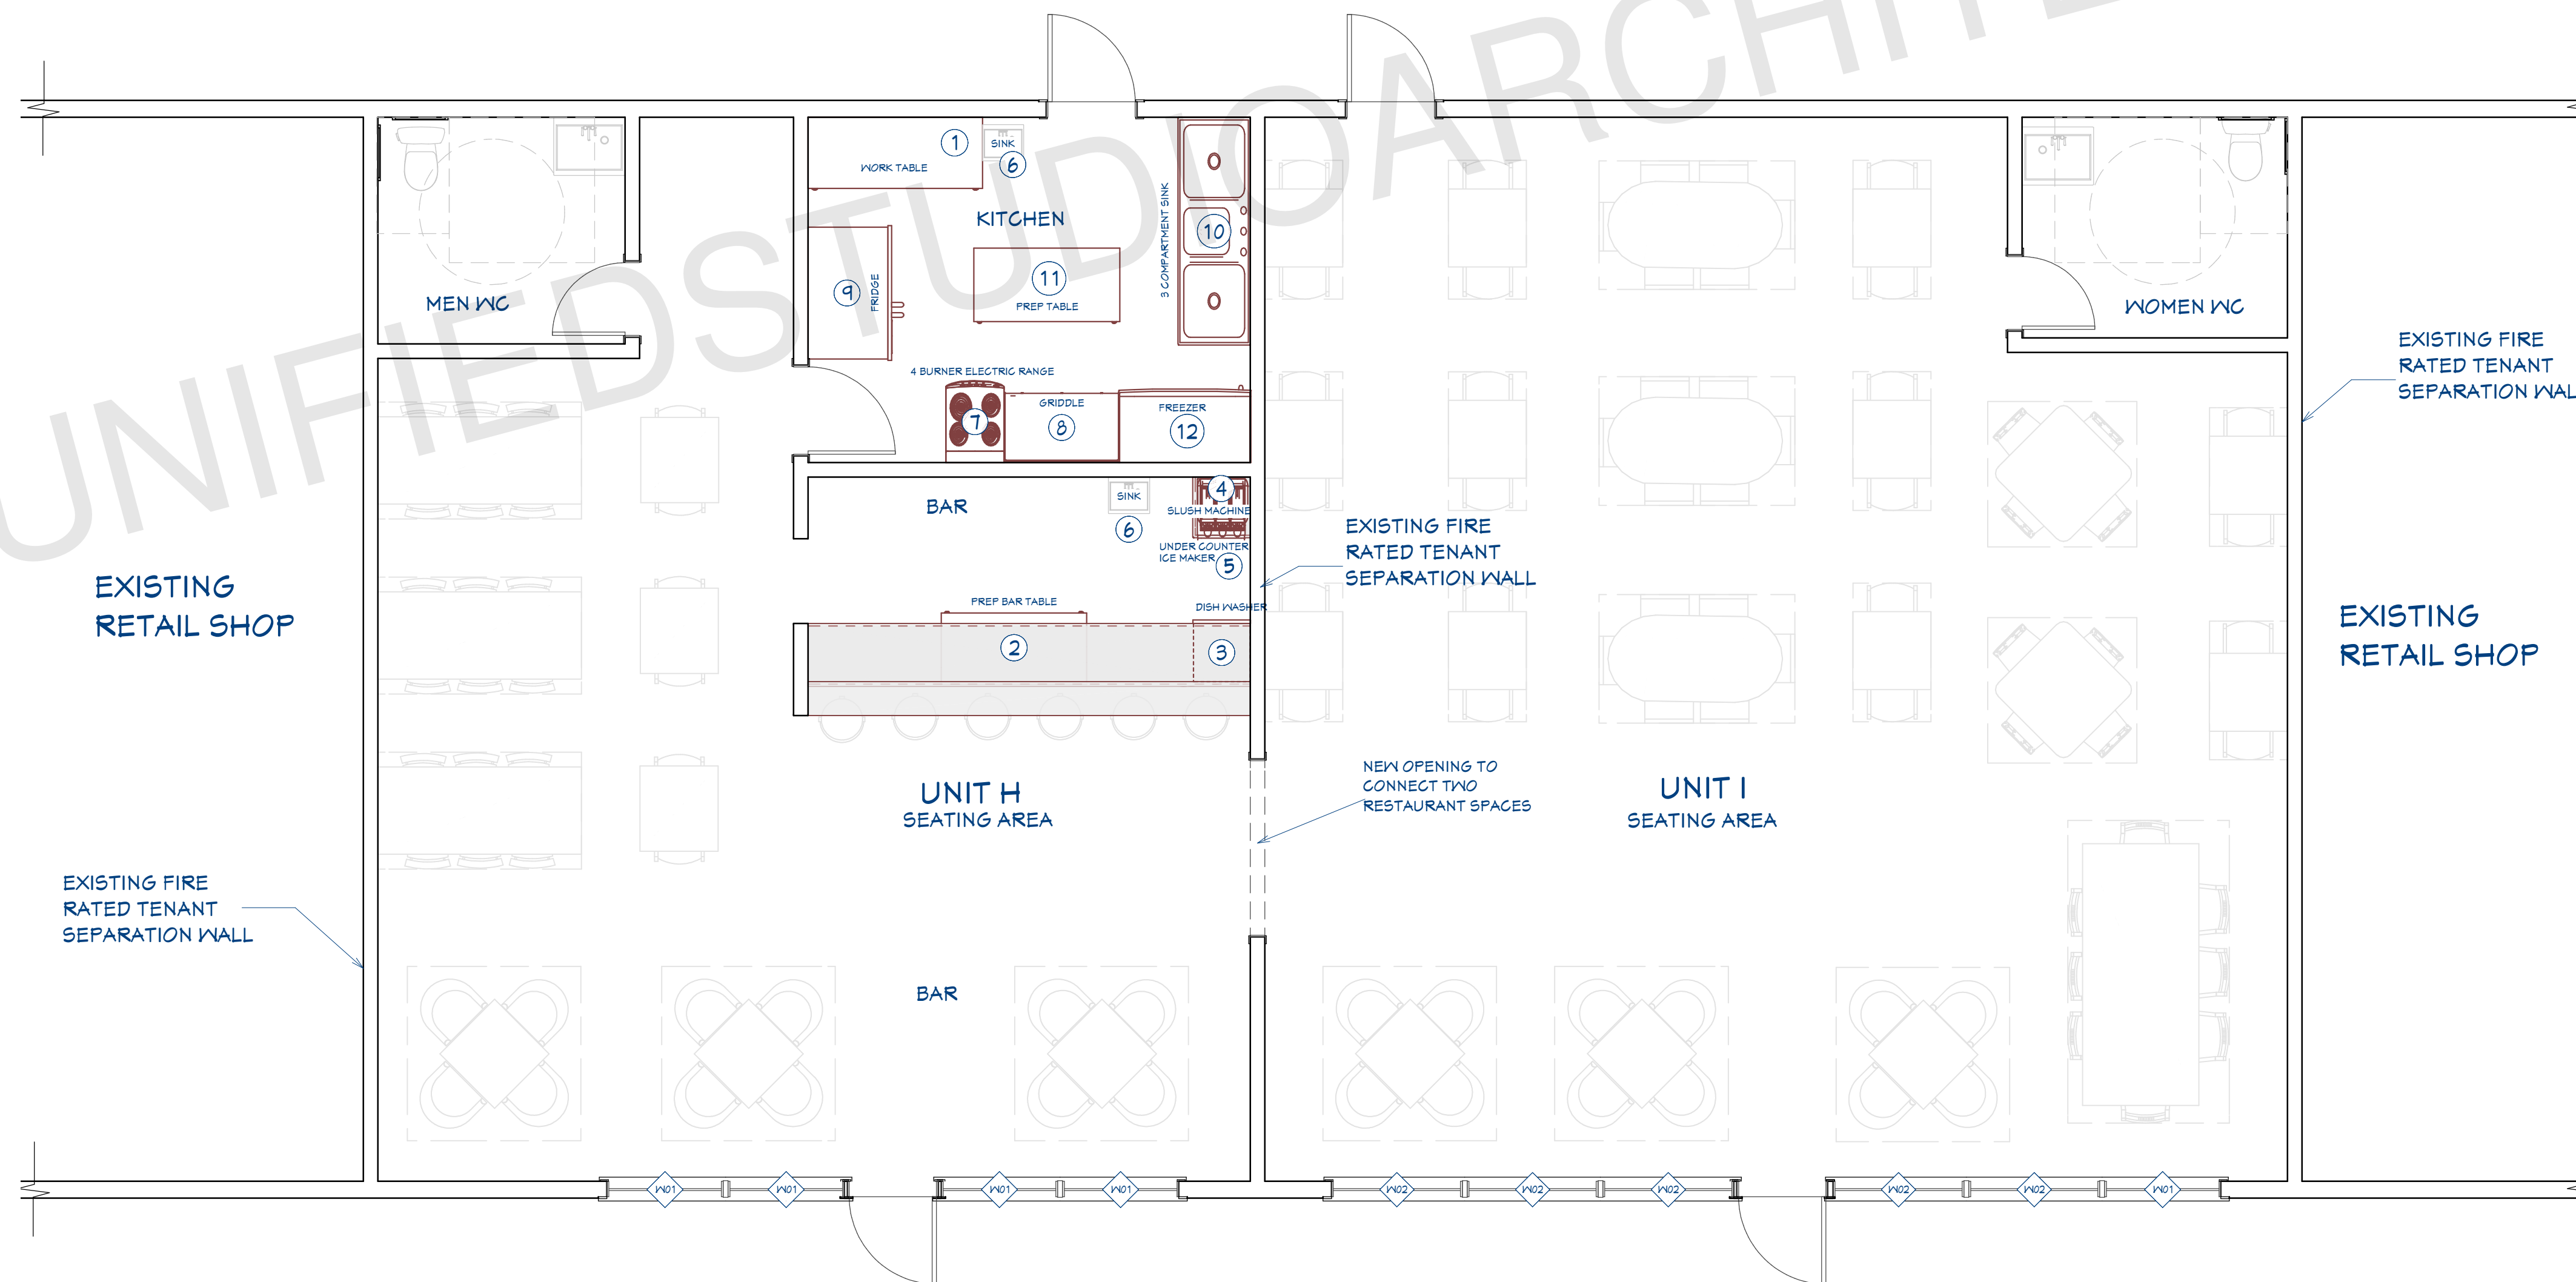 UNIFIEDSTUDIOARCHITE
1
WORK TABLE
SINK
6
KITCHEN
3 COMPARTMENT SINK
10
9
FRIDGE
11
PREP TABLE
MEN WC
WOMEN WC
4 BURNER ELECTRIC RANGE
7
GRIDDLE
8
FREEZER
12
EXISTING FIRE
RATED TENANT
SEPARATION WAL
BAR
SINK
6
4
SLUSH MACHINE
UNDER COUNTER
ICE MAKER
5
EXISTING FIRE
RATED TENANT
SEPARATION WALL
EXISTING
RETAIL SHOP
PREP BAR TABLE
DISH WASHER
2
3
EXISTING
RETAIL SHOP
UNIT H
SEATING AREA
NEW OPENING TO
CONNECT TWO
RESTAURANT SPACES
UNIT I
SEATING AREA
EXISTING FIRE
RATED TENANT
SEPARATION WALL
BAR
W01
W01
W01
W01
W02
W02
W02
W02
W02
W01